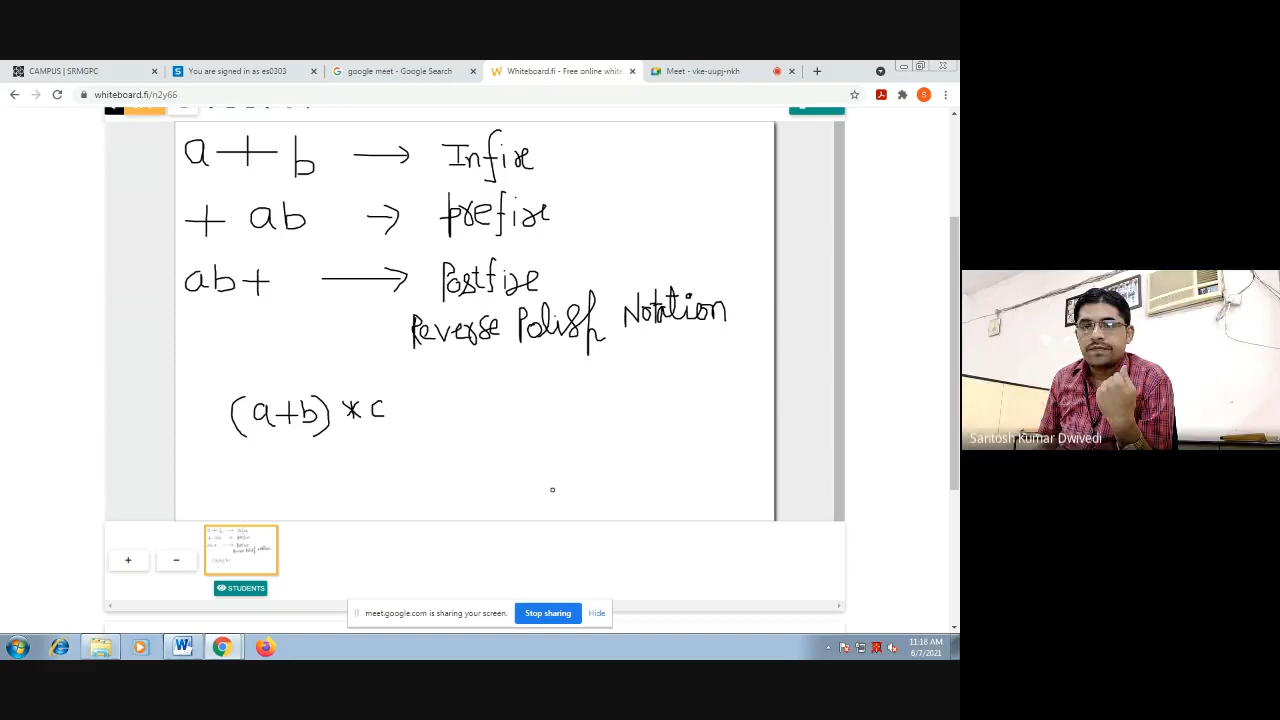 CAMPUS | SRMGPC
You are signed in as es0303
google meet - Google Search
Whiteboard.fi - Free online white
Meet - vke-uupj-nkh
whiteboard.fi/n2y66
a + b → Infix
+ ab → prefix
ab + → Postfix
Reverse Polish Notation
(a+b) * c
Santosh Kumar Dwivedi
+
-
STUDENTS
meet.google.com is sharing your screen.
Stop sharing
Hide
11:18 AM
6/7/2021